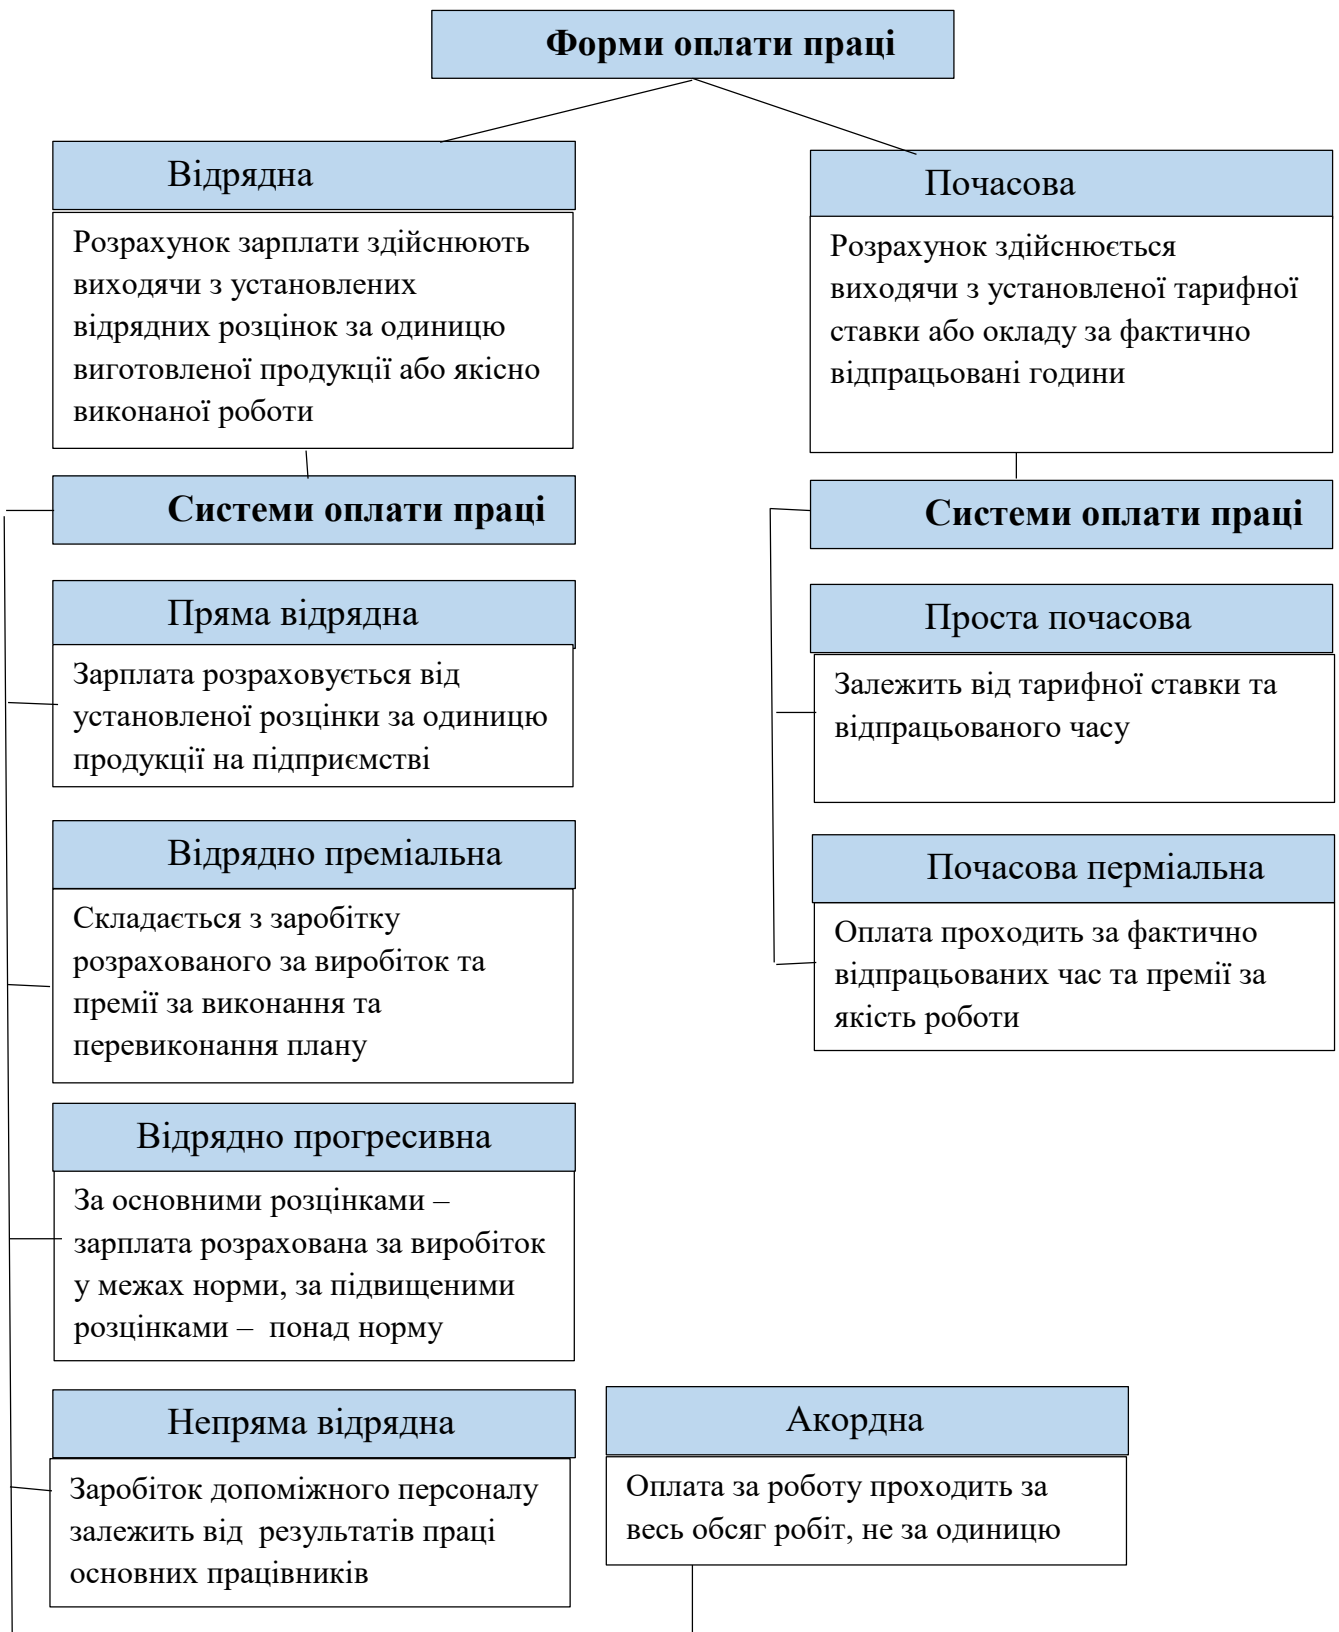 Форми оплати праці
Відрядна
Розрахунок зарплати здійснюють
виходячи з установлених
відрядних розцінок за одиницю
виготовленої продукції або якісно
виконаної роботи
Почасова
Розрахунок здійснюється
виходячи з установленої тарифної
ставки або окладу за фактично
відпрацьовані години
Системи оплати праці
Пряма відрядна
Зарплата розраховується від
установленої розцінки за одиницю
продукції на підприємстві
Відрядно преміальна
Складається з заробітку
розрахованого за виробіток та
премії за виконання та
перевиконання плану
Відрядно прогресивна
За основними розцінками –
зарплата розрахована за виробіток
у межах норми, за підвищеними
розцінками –  понад норму
Непряма відрядна
Заробіток допоміжного персоналу
залежить від  результатів праці
основних працівників
Акордна
Оплата за роботу проходить за
весь обсяг робіт, не за одиницю
Системи оплати праці
Проста почасова
Залежить від тарифної ставки та
відпрацьованого часу
Почасова перміальна
Оплата проходить за фактично
відпрацьованих час та премії за
якість роботи